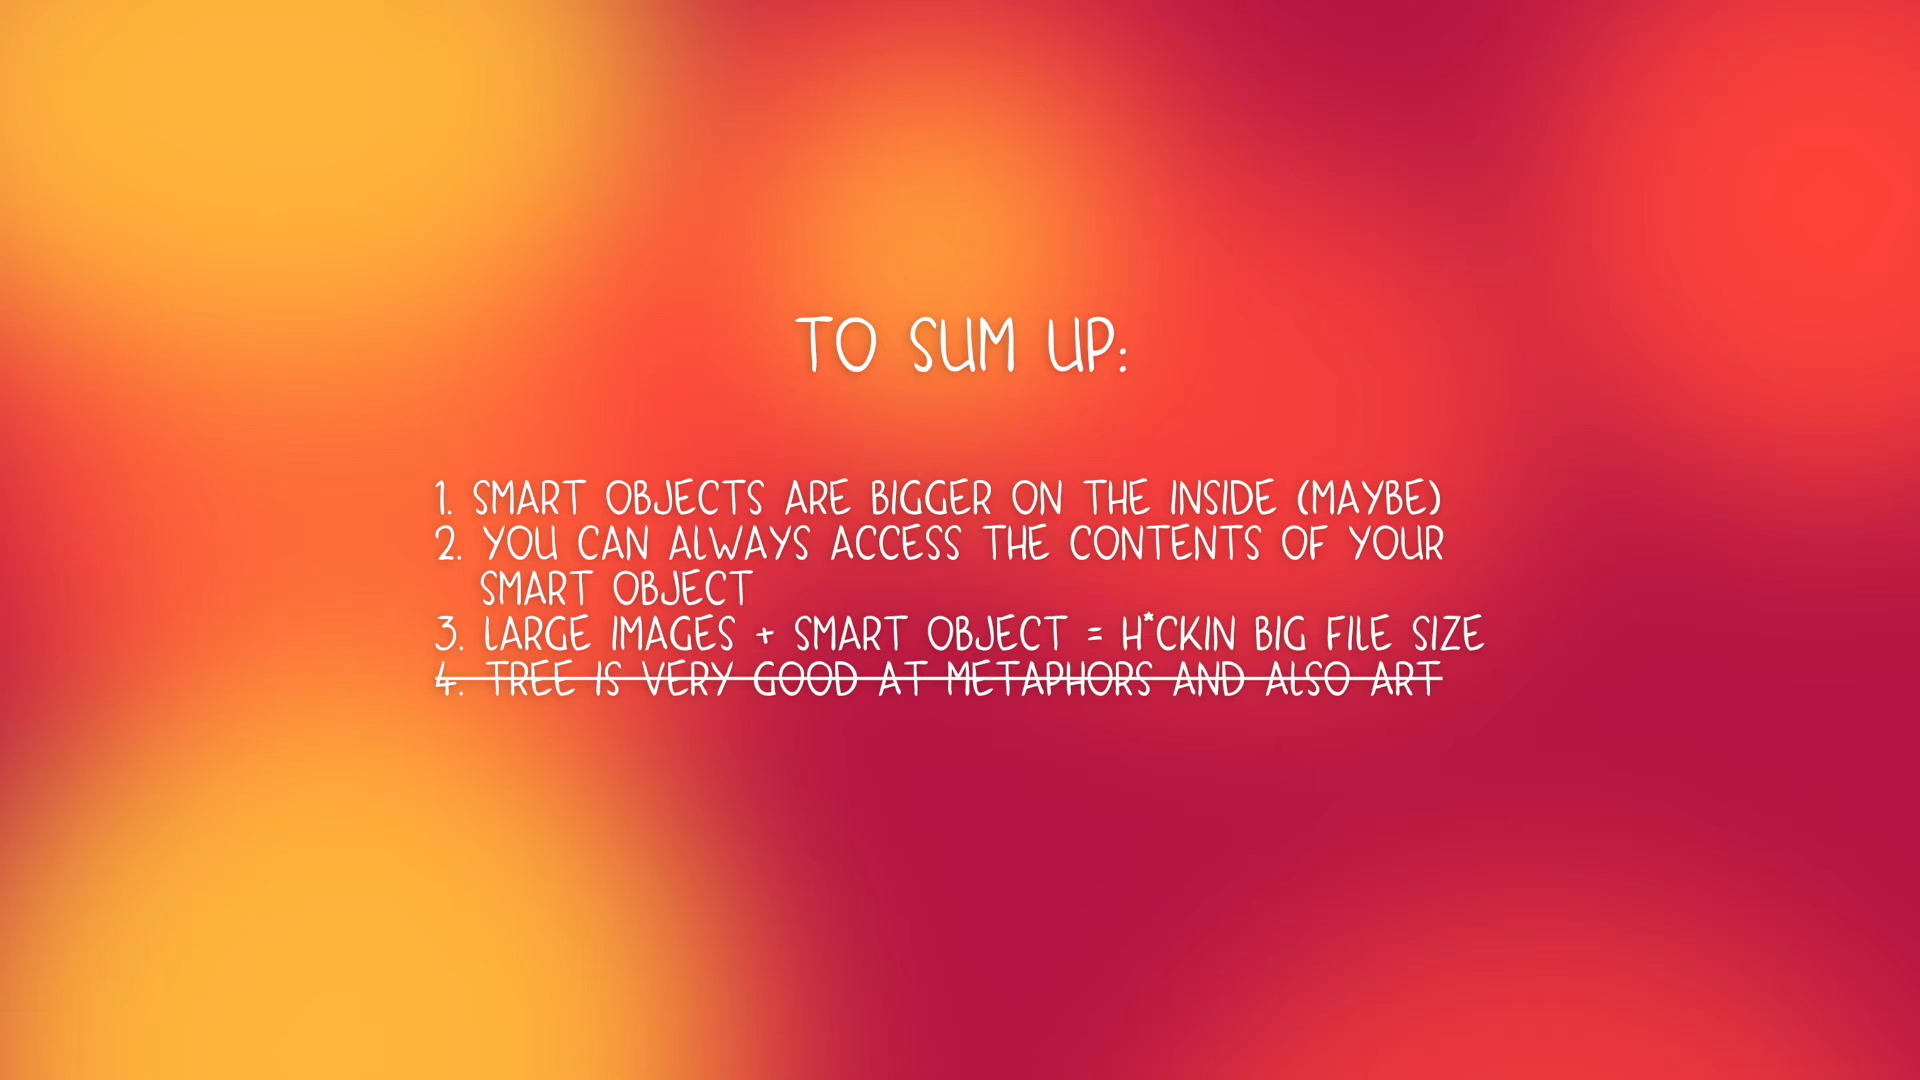 TO SUM UP:
1. SMART OBJECTS ARE BIGGER ON THE INSIDE (MAYBE)
2. YOU CAN ALWAYS ACCESS THE CONTENTS OF YOUR
SMART OBJECT
3. LARGE IMAGES + SMART OBJECT = H*CKIN BIG FILE SIZE
4. TREE IS VERY GOOD AT METAPHORS AND ALSO ART